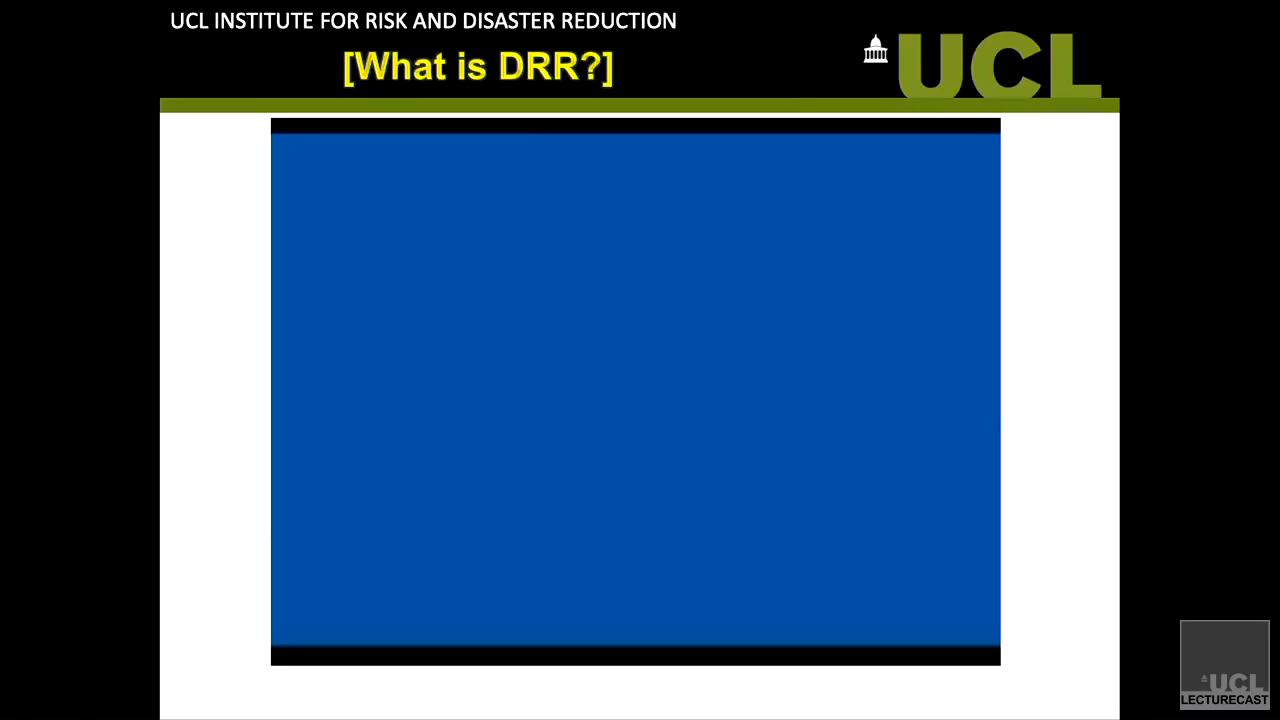 UCL INSTITUTE FOR RISK AND DISASTER REDUCTION
[What is DRR?]
UCL
UCL
LECTURECAST